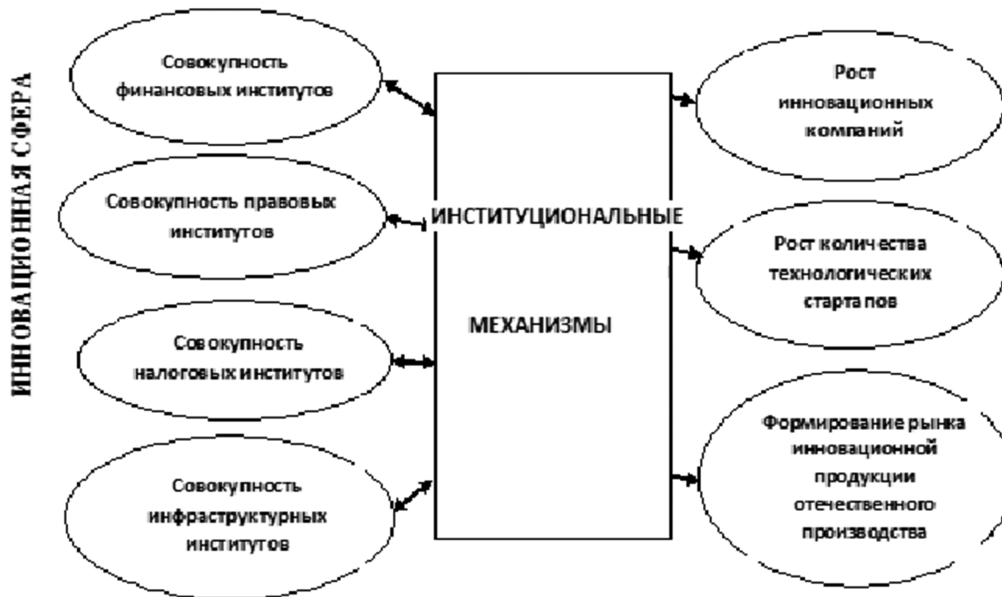 ИННОВАЦИОННАЯ СФЕРА
Совокупность
финансовых институтов
Совокупность правовых
институтов
Совокупность
налоговых институтов
Совокупность
инфраструктурных
институтов
ИНСТИТУЦИОНАЛЬНЫЕ
МЕХАНИЗМЫ
Рост
инновационных
компаний
Рост количества
технологических
стартапов
Формирование рынка
инновационной
продукции
отечественного
производства